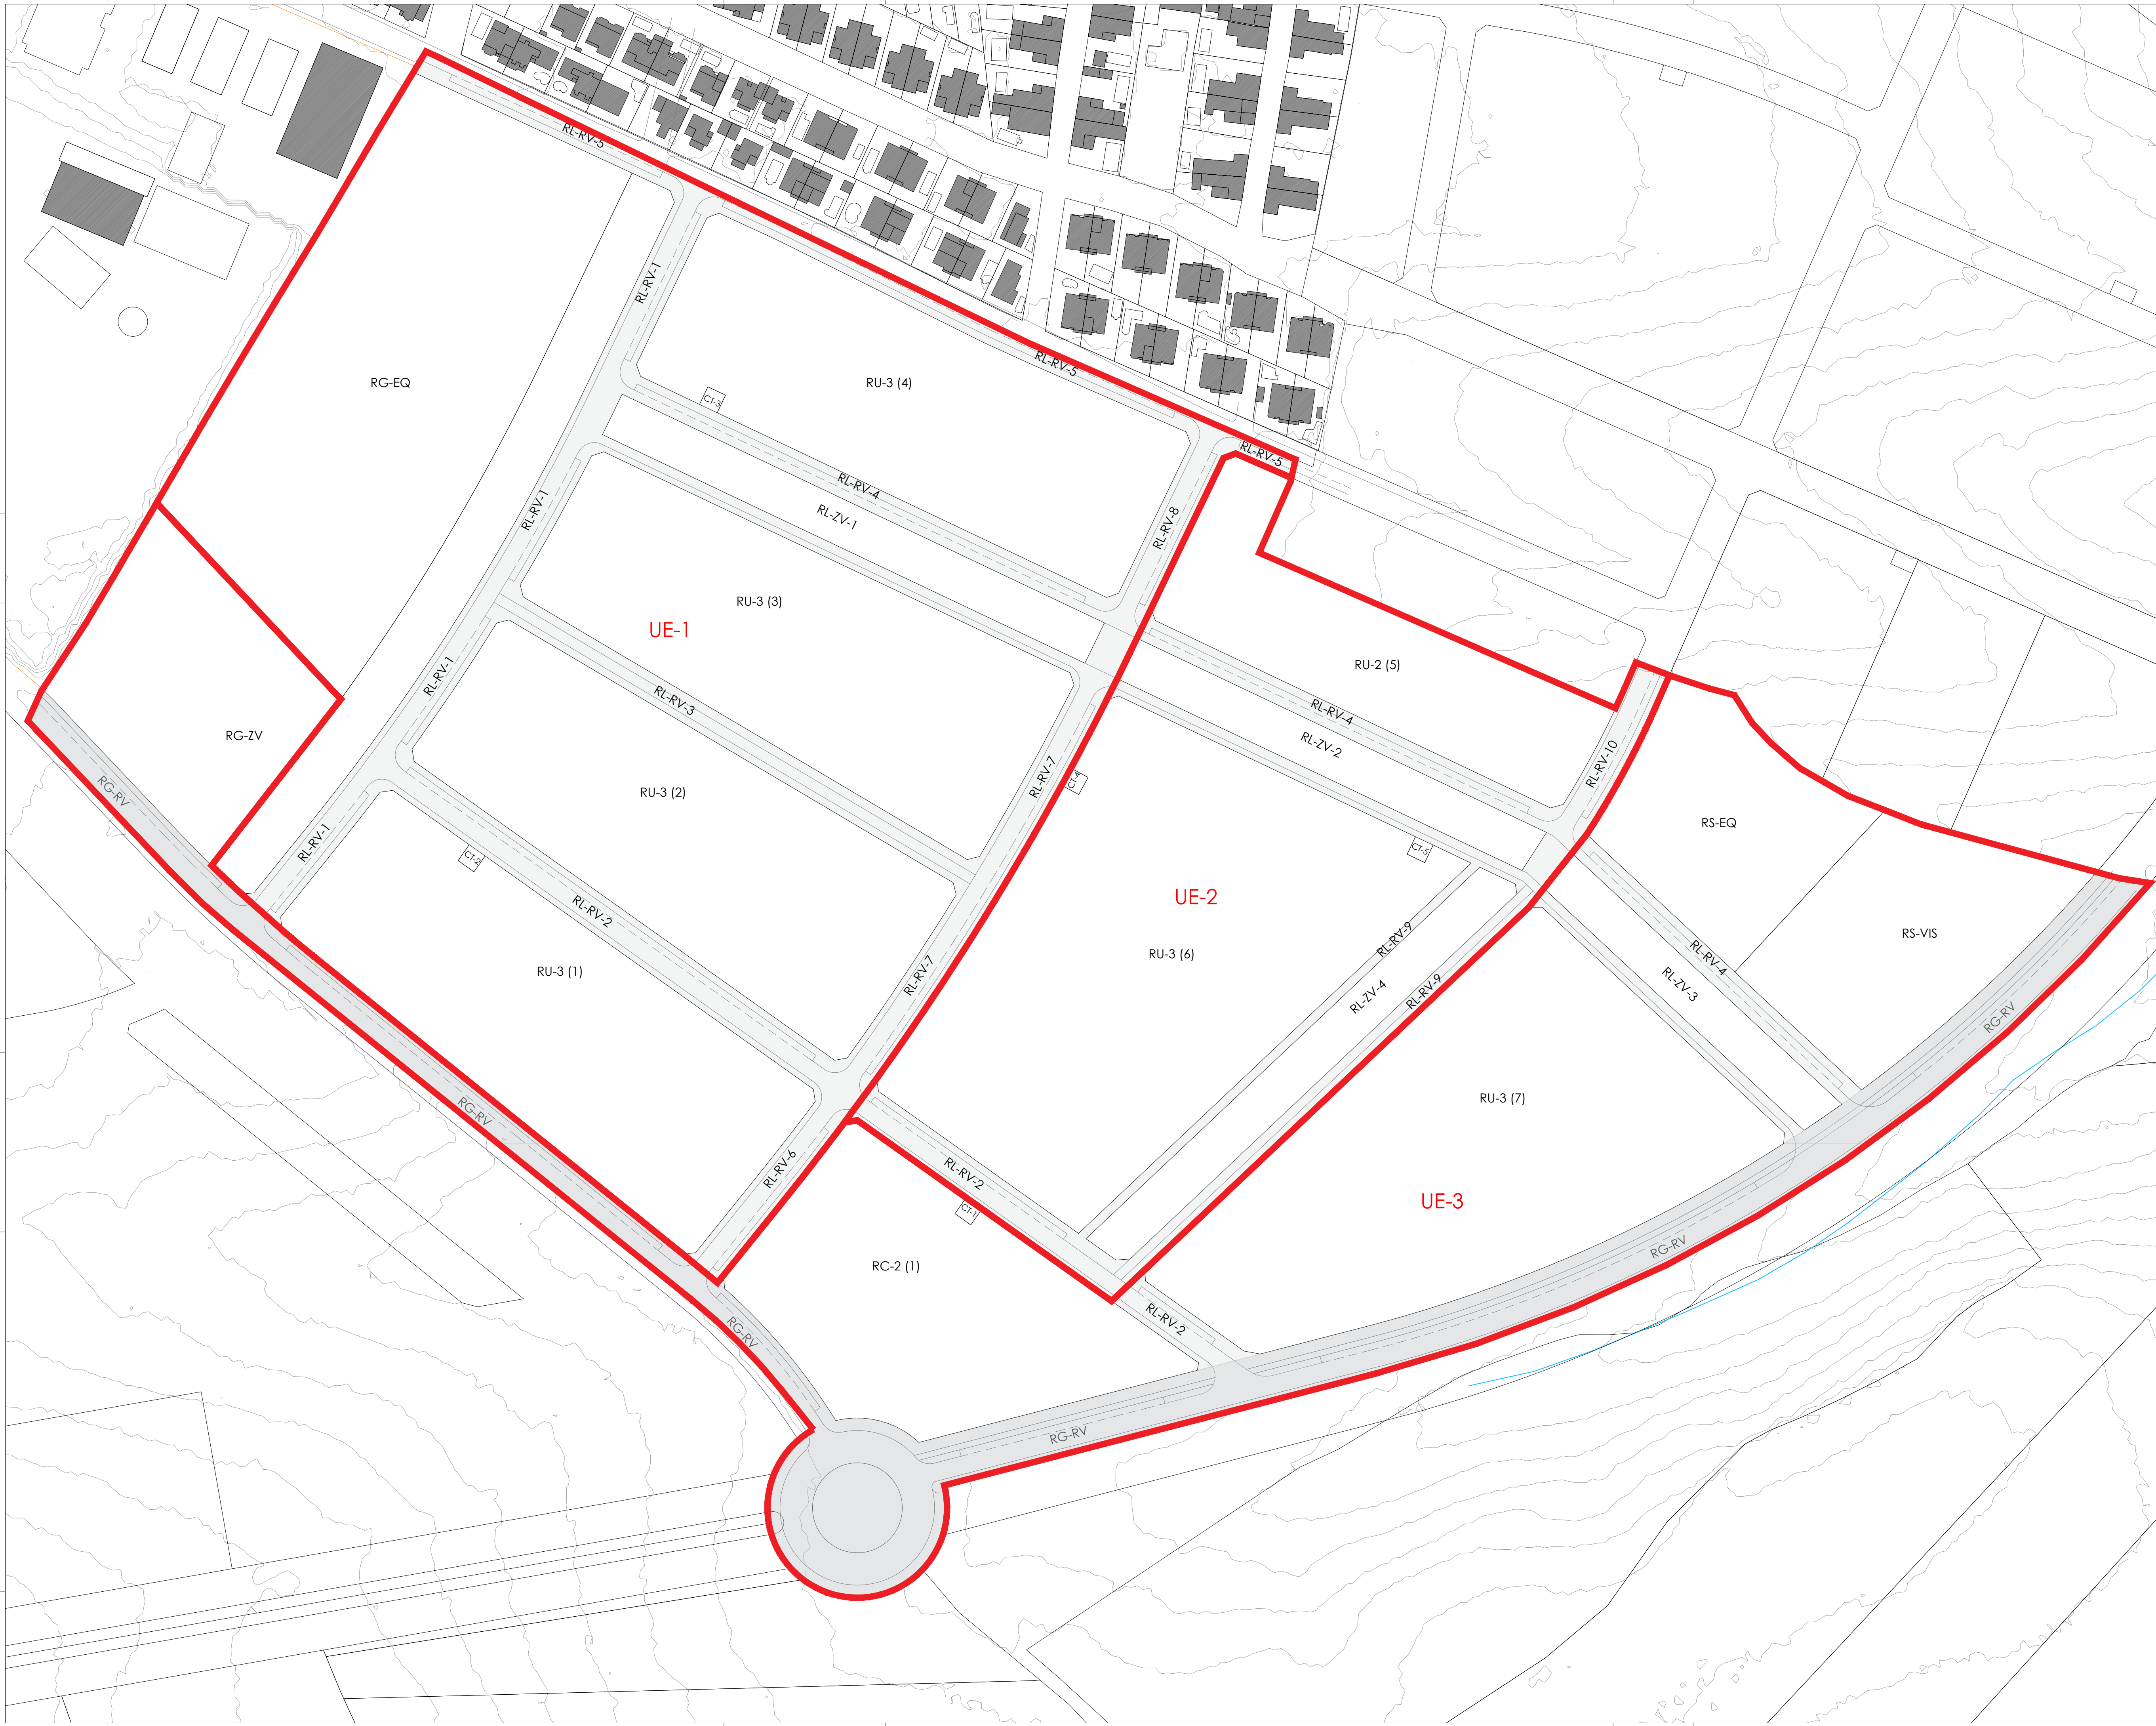 RL-RV-5
RL-RV-1
RG-EQ
RU-3 (4)
RL-RV-5
CT-3
RL-RV-5
RL-RV-4
RL-ZV-1
RL-RV-1
RL-RV-8
RU-3 (3)
UE-1
RL-RV-1
RL-RV-3
RU-2 (5)
RL-RV-4
RL-ZV-2
RG-ZV
RL-RV-10
RL-RV-7
CT-4
RG-RV
RU-3 (2)
RS-EQ
RL-RV-1
CT-2
CT-5
UE-2
RL-RV-2
RL-RV-9
RS-VIS
RU-3 (6)
RL-RV-4
RU-3 (1)
RL-RV-7
RL-ZV-3
RL-ZV-4
RL-RV-9
RG-RV
RG-RV
RU-3 (7)
RL-RV-6
RL-RV-2
UE-3
CT-1
RG-RV
RC-2 (1)
RG-RV
RL-RV-2
RG-RV